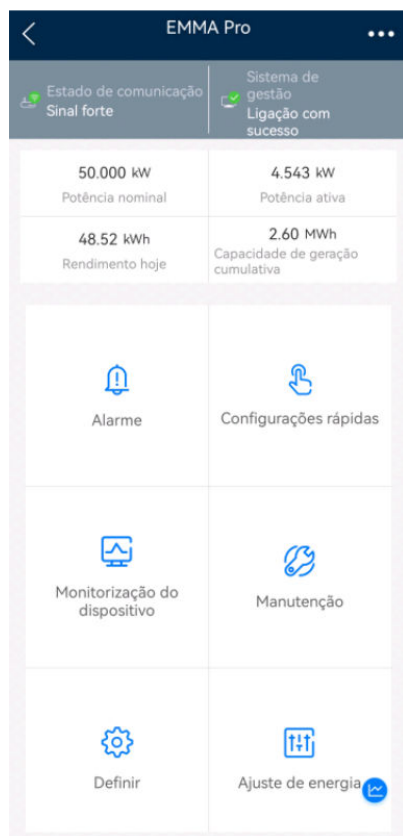 EMMA Pro
Estado de comunicação
Sinal forte
Sistema de
gestão
Ligação com
sucesso
50.000 kW
Potência nominal
4.543 kW
Potência ativa
48.52 kWh
Rendimento hoje
2.60 MWh
Capacidade de geração
cumulativa
Alarme
Configurações rápidas
Monitorização do
dispositivo
Manutenção
Definir
Ajuste de energia